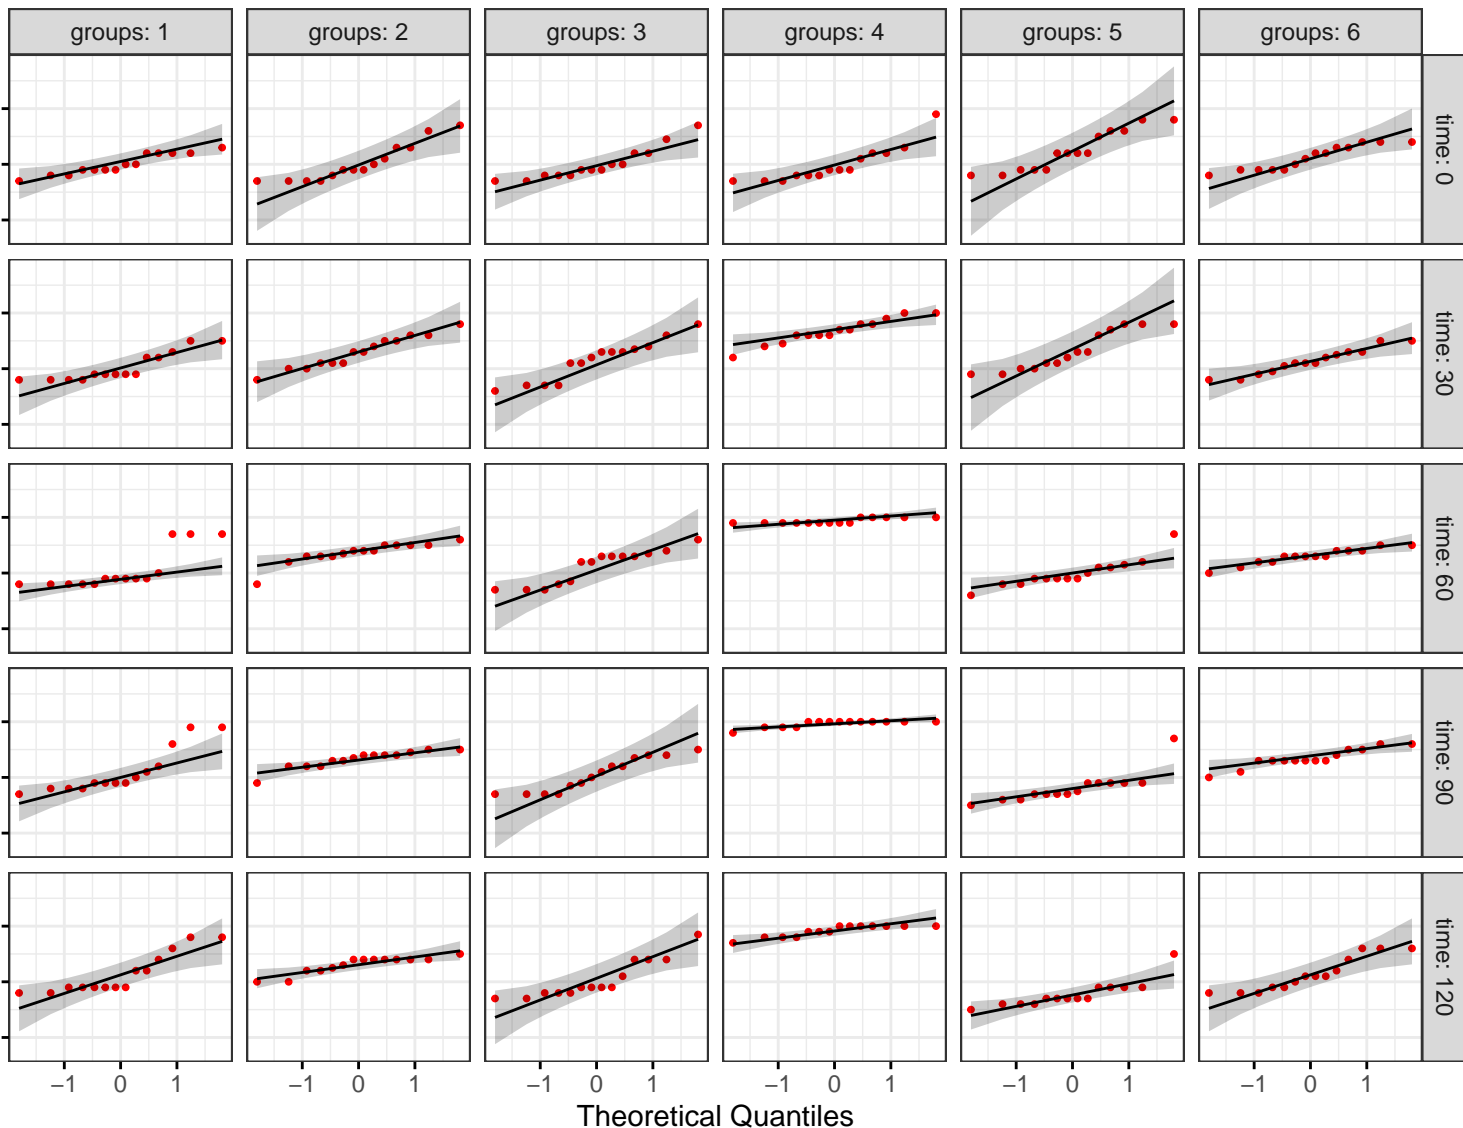 groups: 1 groups: 2 groups: 3 groups: 4 groups: 5 groups: 6
time: 0
time: 30
time: 60
time: 90
time: 120
−1 0 1 −1 0 1 −1 0 1 −1 0 1 −1 0 1 −1 0 1
Theoretical Quantiles